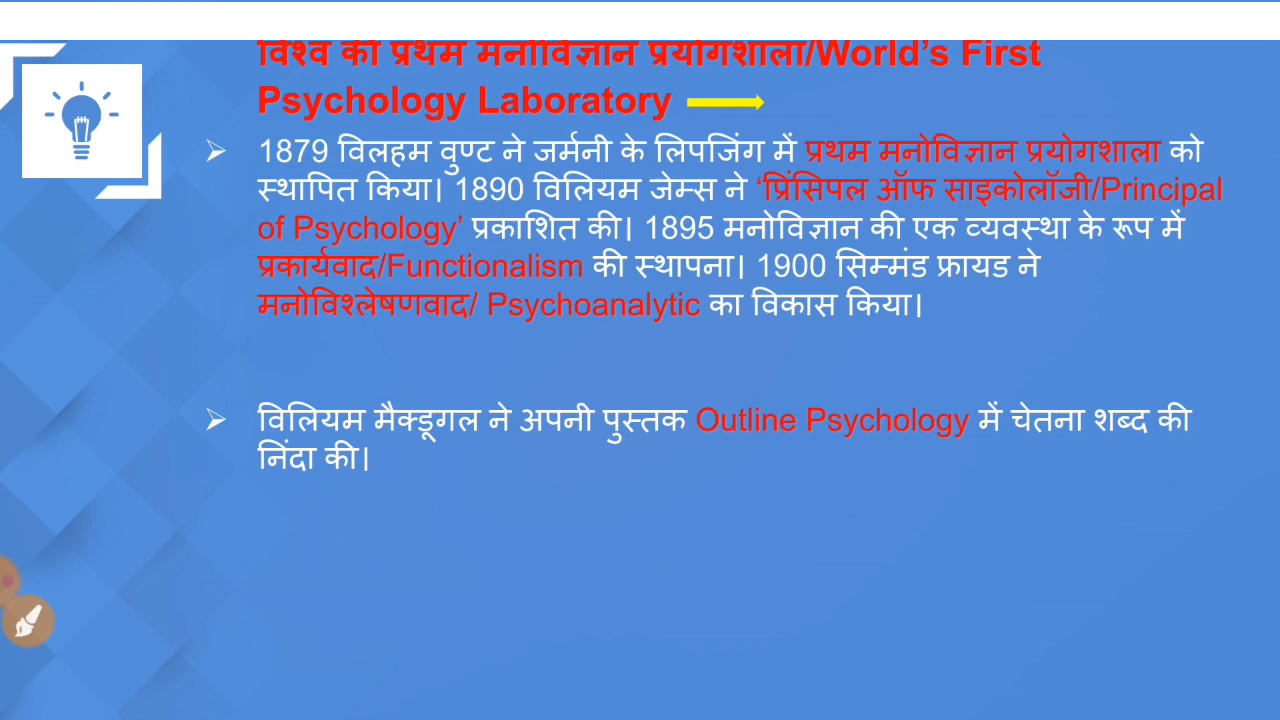 विश्व की प्रथम मनोविज्ञान प्रयोगशाला/World’s First
Psychology Laboratory
1879 विलहम वुण्ट ने जर्मनी के लिपजिंग में प्रथम मनोविज्ञान प्रयोगशाला को
स्थापित किया। 1890 विलियम जेम्स ने ‘प्रिंसिपल ऑफ साइकोलॉजी/Principal
of Psychology’ प्रकाशित की। 1895 मनोविज्ञान की एक व्यवस्था के रूप में
प्रकार्यवाद/Functionalism की स्थापना। 1900 सिम्मंड फ्रायड ने
मनोविश्लेषणवाद/ Psychoanalytic का विकास किया।
विलियम मैक्डूगल ने अपनी पुस्तक Outline Psychology में चेतना शब्द की
निंदा की।